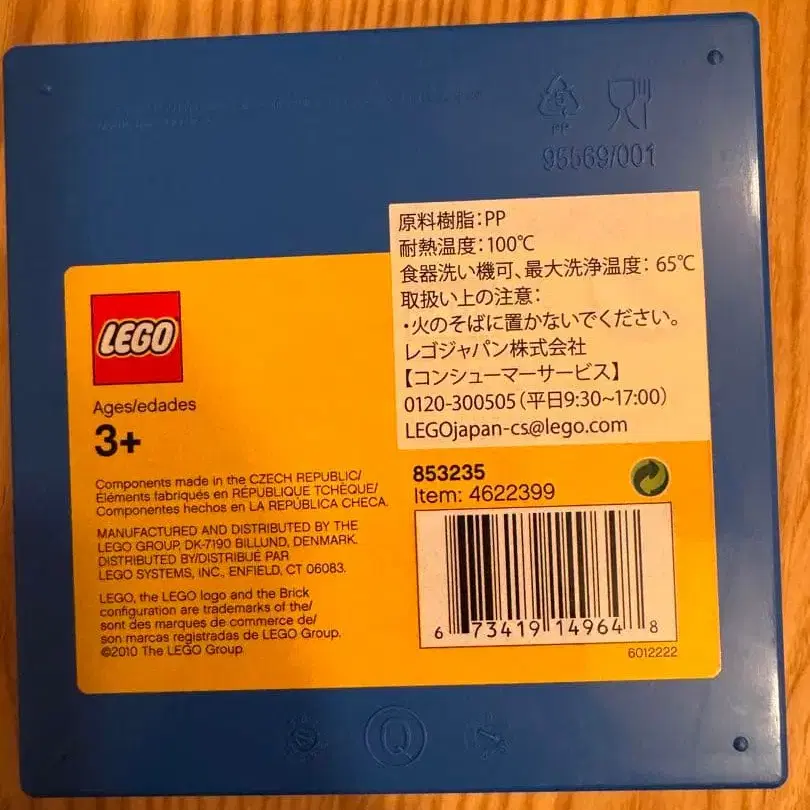 PP
95569/001
原料樹脂:PP
耐熱温度:100℃
食器洗い機可、最大洗浄温度: 65℃
取扱い上の注意:
・火のそばに置かないでください。
レゴジャパン株式会社
【コンシューマーサービス】
0120-300505(平日9:30~17:00)
LEGOjapan-cs@lego.com
LEGO
Ages/edades
3+
Components made in the CZECH REPUBLIC/
Éléments fabriqués en RÉPUBLIQUE TCHÈQUE/
Componentes hechos en LA REPÚBLICA CHECA.
MANUFACTURED AND DISTRIBUTED BY THE
LEGO GROUP, DK-7190 BILLUND, DENMARK.
DISTRIBUTED BY/DISTRIBUÉ PAR
LEGO SYSTEMS, INC., ENFIELD, CT 06083.
LEGO, the LEGO logo and the Brick
configuration are trademarks of the/
sont des marques de commerce de/
son marcas registradas de LEGO Group.
©2010 The LEGO Group
853235
Item: 4622399
6 73419 14964 8
6012222
Q